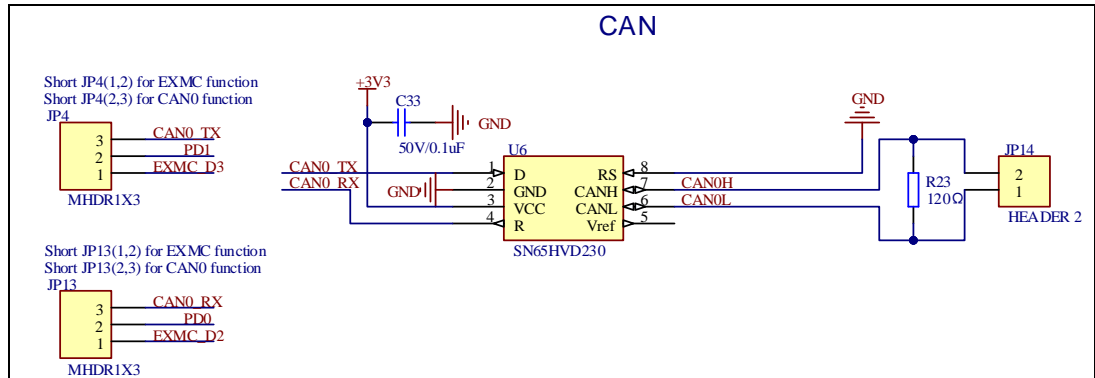 CAN
Short JP4(1,2) for EXMC function
Short JP4(2,3) for CAN0 function
JP4
3 CAN0_TX
2 PD1
1 EXMC_D3
MHDR1X3
Short JP13(1,2) for EXMC function
Short JP13(2,3) for CAN0 function
JP13
3 CAN0_RX
2 PD0
1 EXMC_D2
MHDR1X3
+3V3
C33
GND
50V/0.1uF
U6
CAN0_TX 1 D
CAN0_RX
GND 2 GND
3 VCC
4 R
RS 8
CANH 7 CAN0H
CANL 6 CAN0L
Vref 5
SN65HVD230
GND
R23
120Ω
JP14
2
1
HEADER 2